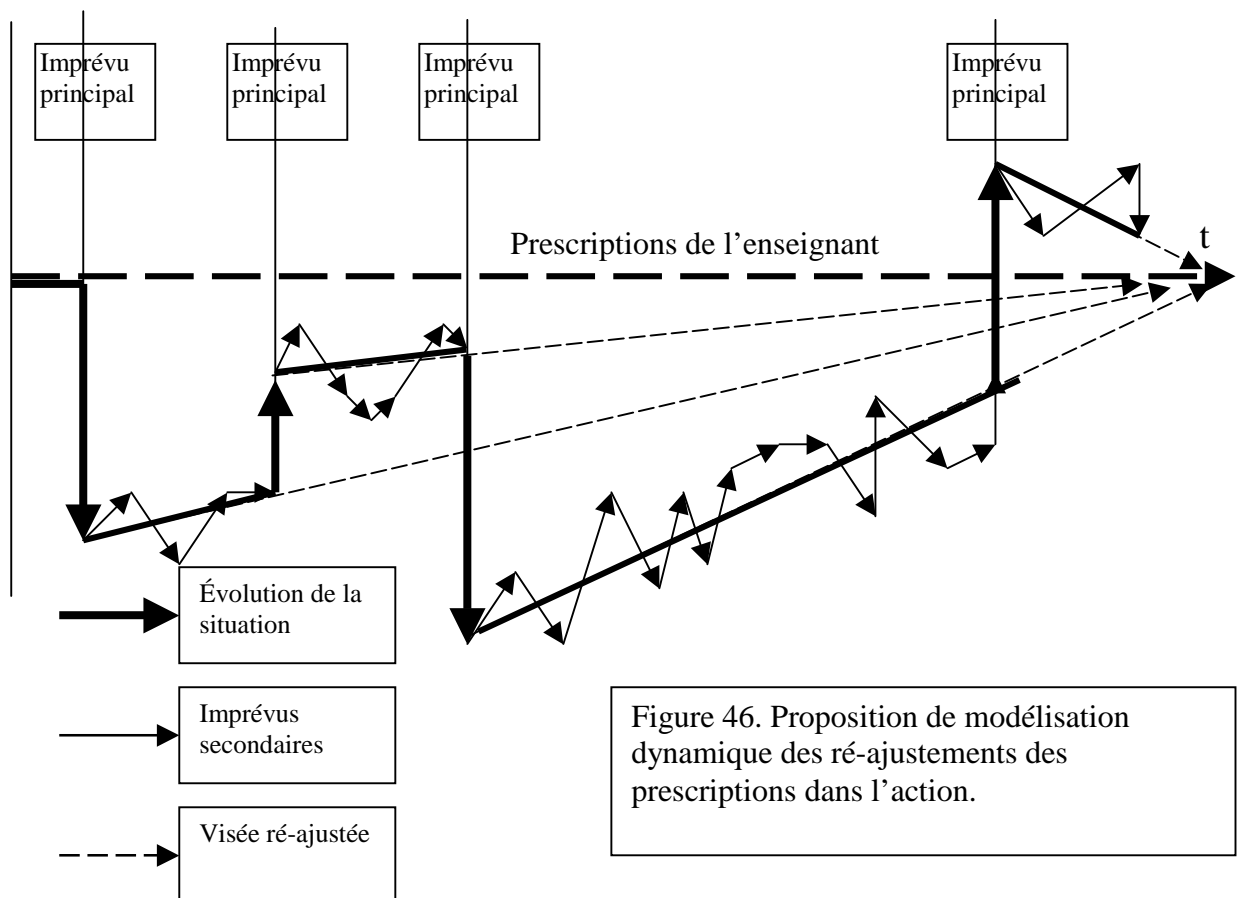 Imprévu
principal
Imprévu
principal
Imprévu
principal
Imprévu
principal
Prescriptions de l’enseignant
t
Évolution de la
situation
Imprévus
secondaires
Visée ré-ajustée
Figure 46. Proposition de modélisation
dynamique des ré-ajustements des
prescriptions dans l’action.